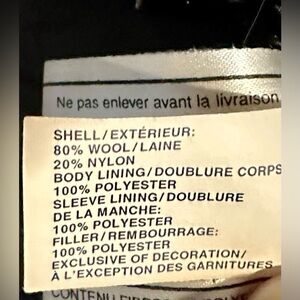 Ne pas enlever avant la livraison
SHELL/EXTÉRIEUR:
80% WOOL/LAINE
20% NYLON
BODY LINING/DOUBLURE CORPS
100% POLYESTER
SLEEVE LINING/DOUBLURE
DE LA MANCHE:
100% POLYESTER
FILLER/REMBOURRAGE:
100% POLYESTER
EXCLUSIVE OF DECORATION/
À L'EXCEPTION DES GARNITURES